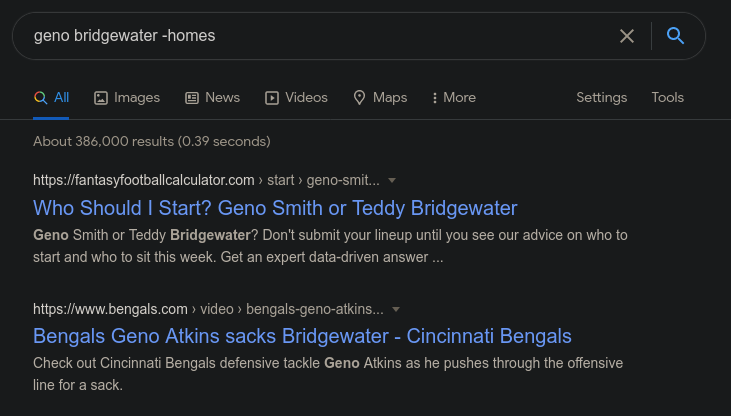 geno bridgewater -homes
All Images News Videos Maps More Settings Tools
About 386,000 results (0.39 seconds)
https://fantasyfootballcalculator.com › start › geno-smit...
Who Should I Start? Geno Smith or Teddy Bridgewater
Geno Smith or Teddy Bridgewater? Don't submit your lineup until you see our advice on who to
start and who to sit this week. Get an expert data-driven answer ...
https://www.bengals.com › video › bengals-geno-atkins...
Bengals Geno Atkins sacks Bridgewater - Cincinnati Bengals
Check out Cincinnati Bengals defensive tackle Geno Atkins as he pushes through the offensive
line for a sack.